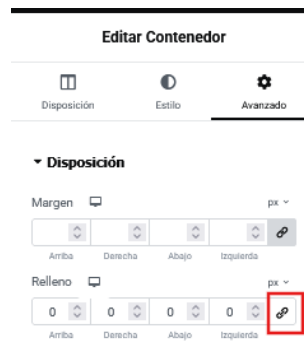 Editar Contenedor
Disposición Estilo Avanzado
Disposición
Margen px
Arriba Derecha Abajo Izquierda
Relleno px
0 0 0 0
Arriba Derecha Abajo Izquierda